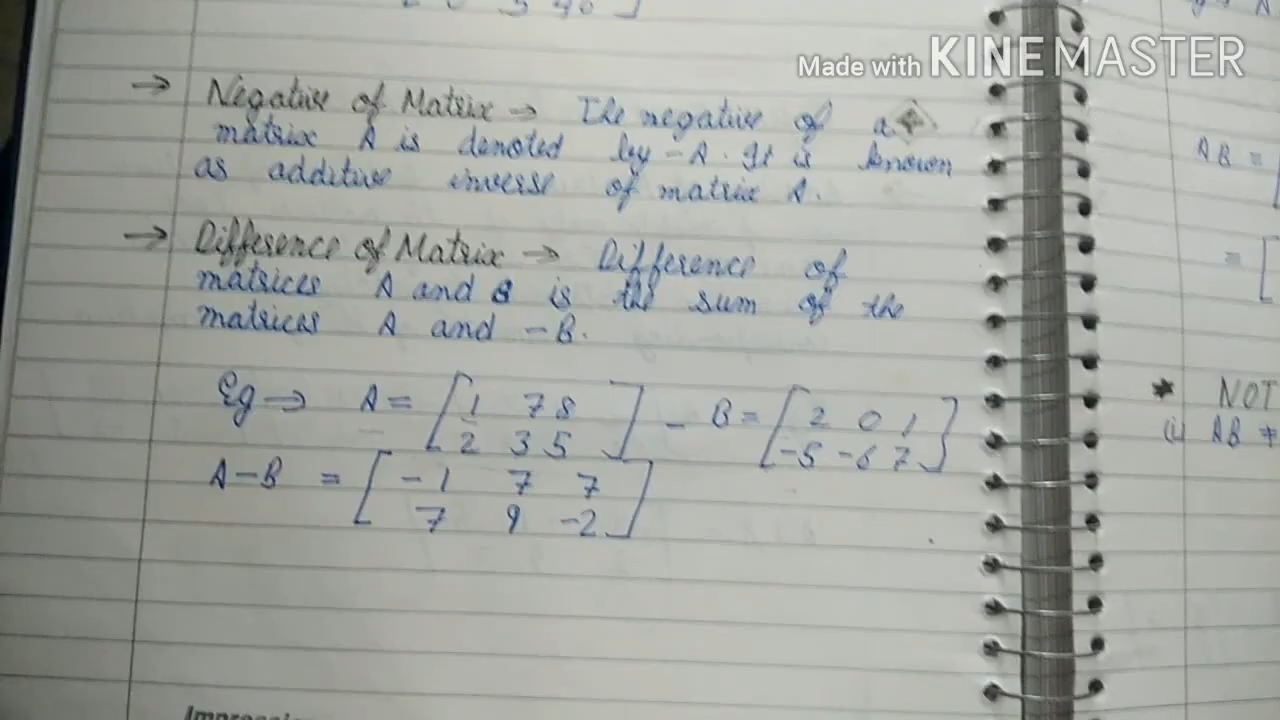 Made with KINEMASTER
→ Negative of Matrix → The negative of a
matrix A is denoted by -A. It is known
as additive inverse of matrix A.
→ Difference of Matrix → Difference of
matrices A and B is the sum of the
matrices A and -B.
Eg → A = [1 7 8 - B = [2 0 1
2 3 5] -5 -6 7]
A-B = [-1 7 7
7 9 -2]
AB =
=
* NOT
(i) AB ≠